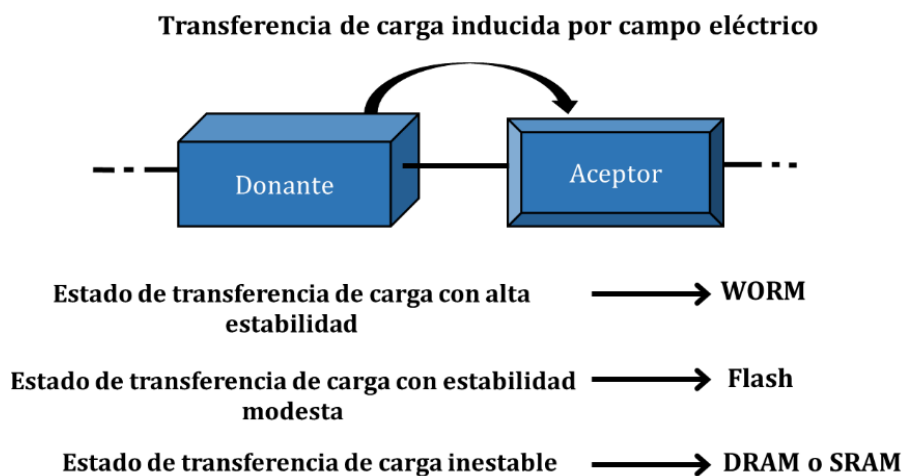 Transferencia de carga inducida por campo eléctrico
Donante
Aceptor
Estado de transferencia de carga con alta
estabilidad
WORM
Estado de transferencia de carga con estabilidad
modesta
Flash
Estado de transferencia de carga inestable
DRAM o SRAM